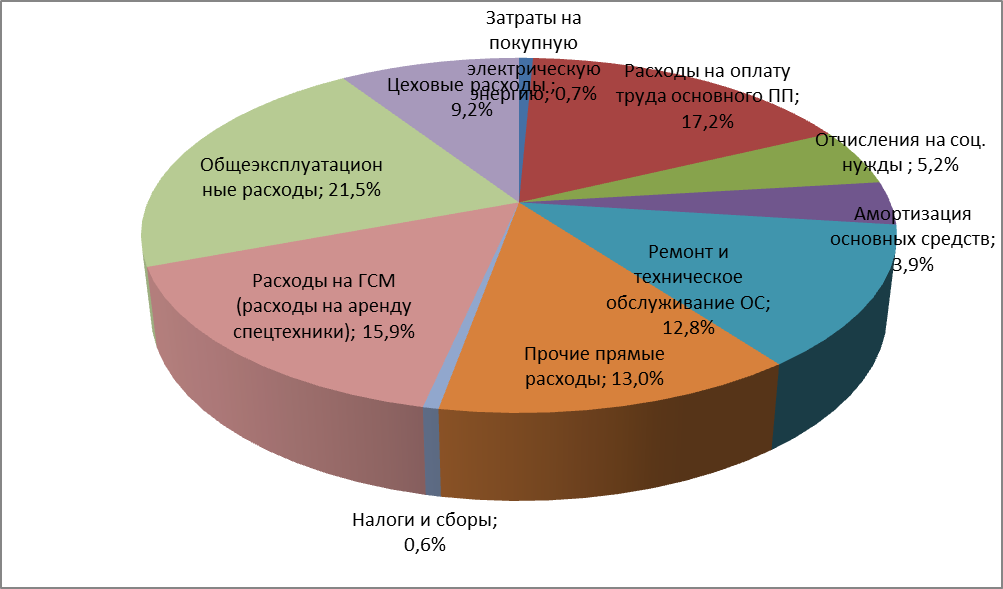 Затраты на
покупную
электрическую
энергию; 0,7%
Расходы на оплату
труда основного ПП;
17,2%
Отчисления на соц.
нужды ; 5,2%
Амортизация
основных средств;
3,9%
Ремонт и
техническое
обслуживание ОС;
12,8%
Прочие прямые
расходы; 13,0%
Налоги и сборы;
0,6%
Расходы на ГСМ
(расходы на аренду
спецтехники); 15,9%
Общеэксплуатацион
ные расходы; 21,5%
Цеховые расходы ;
9,2%